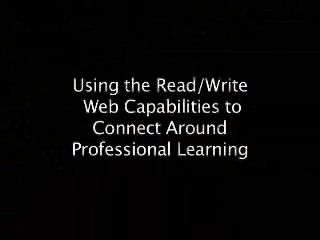 Using the Read/Write
Web Capabilities to
Connect Around
Professional Learning